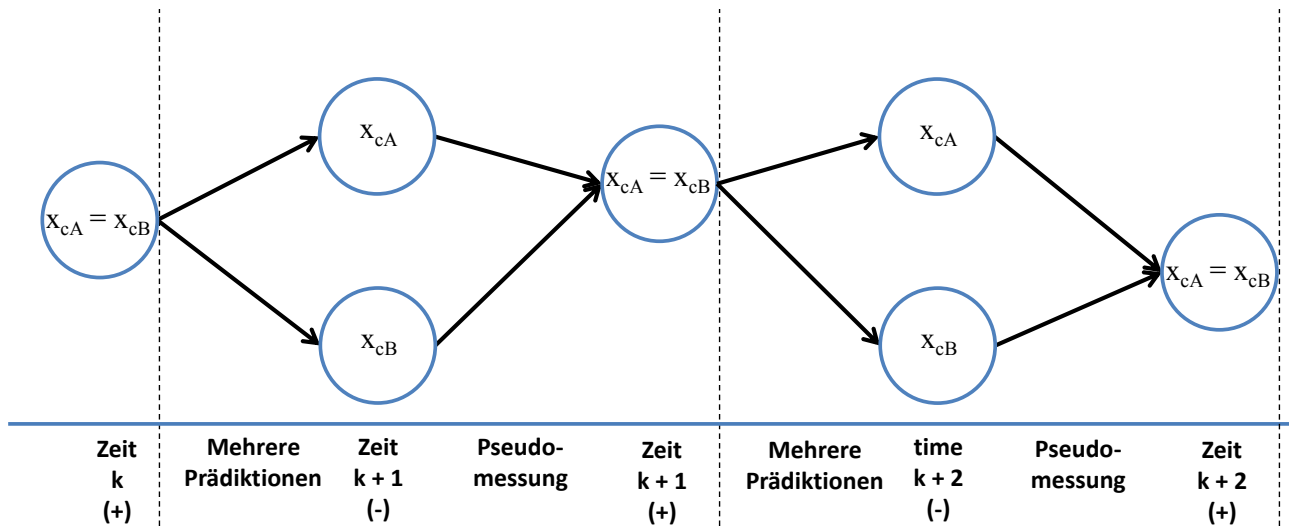 x_cA = x_cB
x_cA
x_cB
x_cA = x_cB
x_cA
x_cB
x_cA = x_cB
Zeit
k
(+)
Mehrere
Prädiktionen
Zeit
k + 1
(-)
Pseudo-
messung
Zeit
k + 1
(+)
Mehrere
Prädiktionen
time
k + 2
(-)
Pseudo-
messung
Zeit
k + 2
(+)